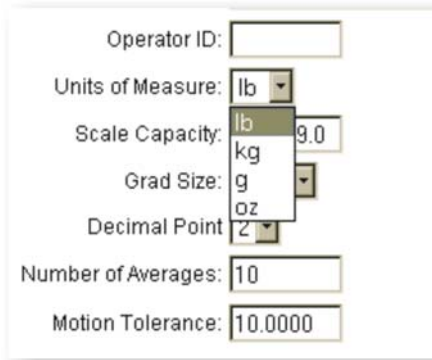 Operator ID:
Units of Measure: lb
lb
Scale Capacity: 9.0
kg
Grad Size:
g
oz
Decimal Point 2
Number of Averages: 10
Motion Tolerance: 10.0000